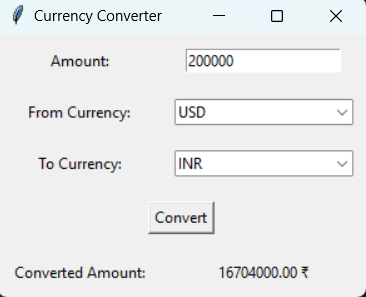 Currency Converter
Amount: 200000
From Currency: USD
To Currency: INR
Convert
Converted Amount: 16704000.00 ₹